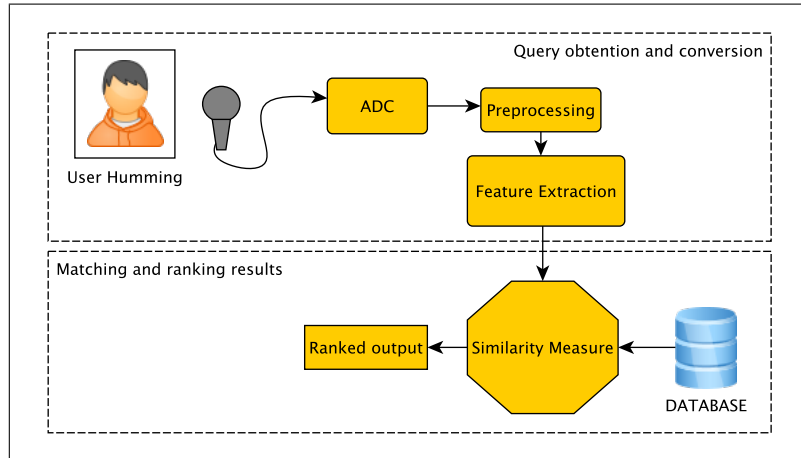 Query obtention and conversion
User Humming
ADC
Preprocessing
Feature Extraction
Matching and ranking results
Ranked output
Similarity Measure
DATABASE